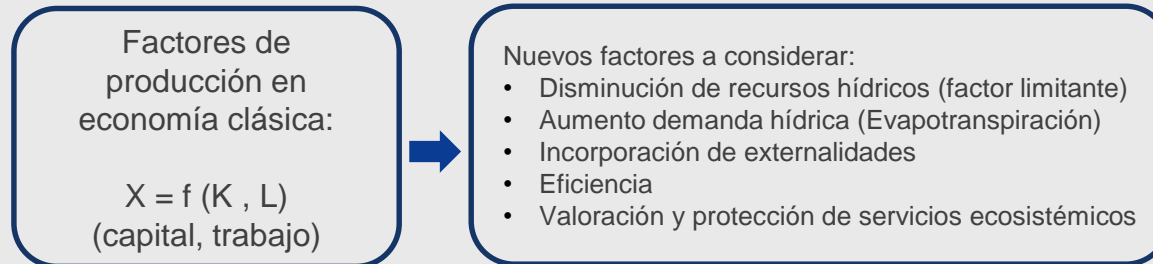 Factores de
producción en
economía clásica:
X = f (K , L)
(capital, trabajo)
Nuevos factores a considerar:
• Disminución de recursos hídricos (factor limitante)
• Aumento demanda hídrica (Evapotranspiración)
• Incorporación de externalidades
• Eficiencia
• Valoración y protección de servicios ecosistémicos